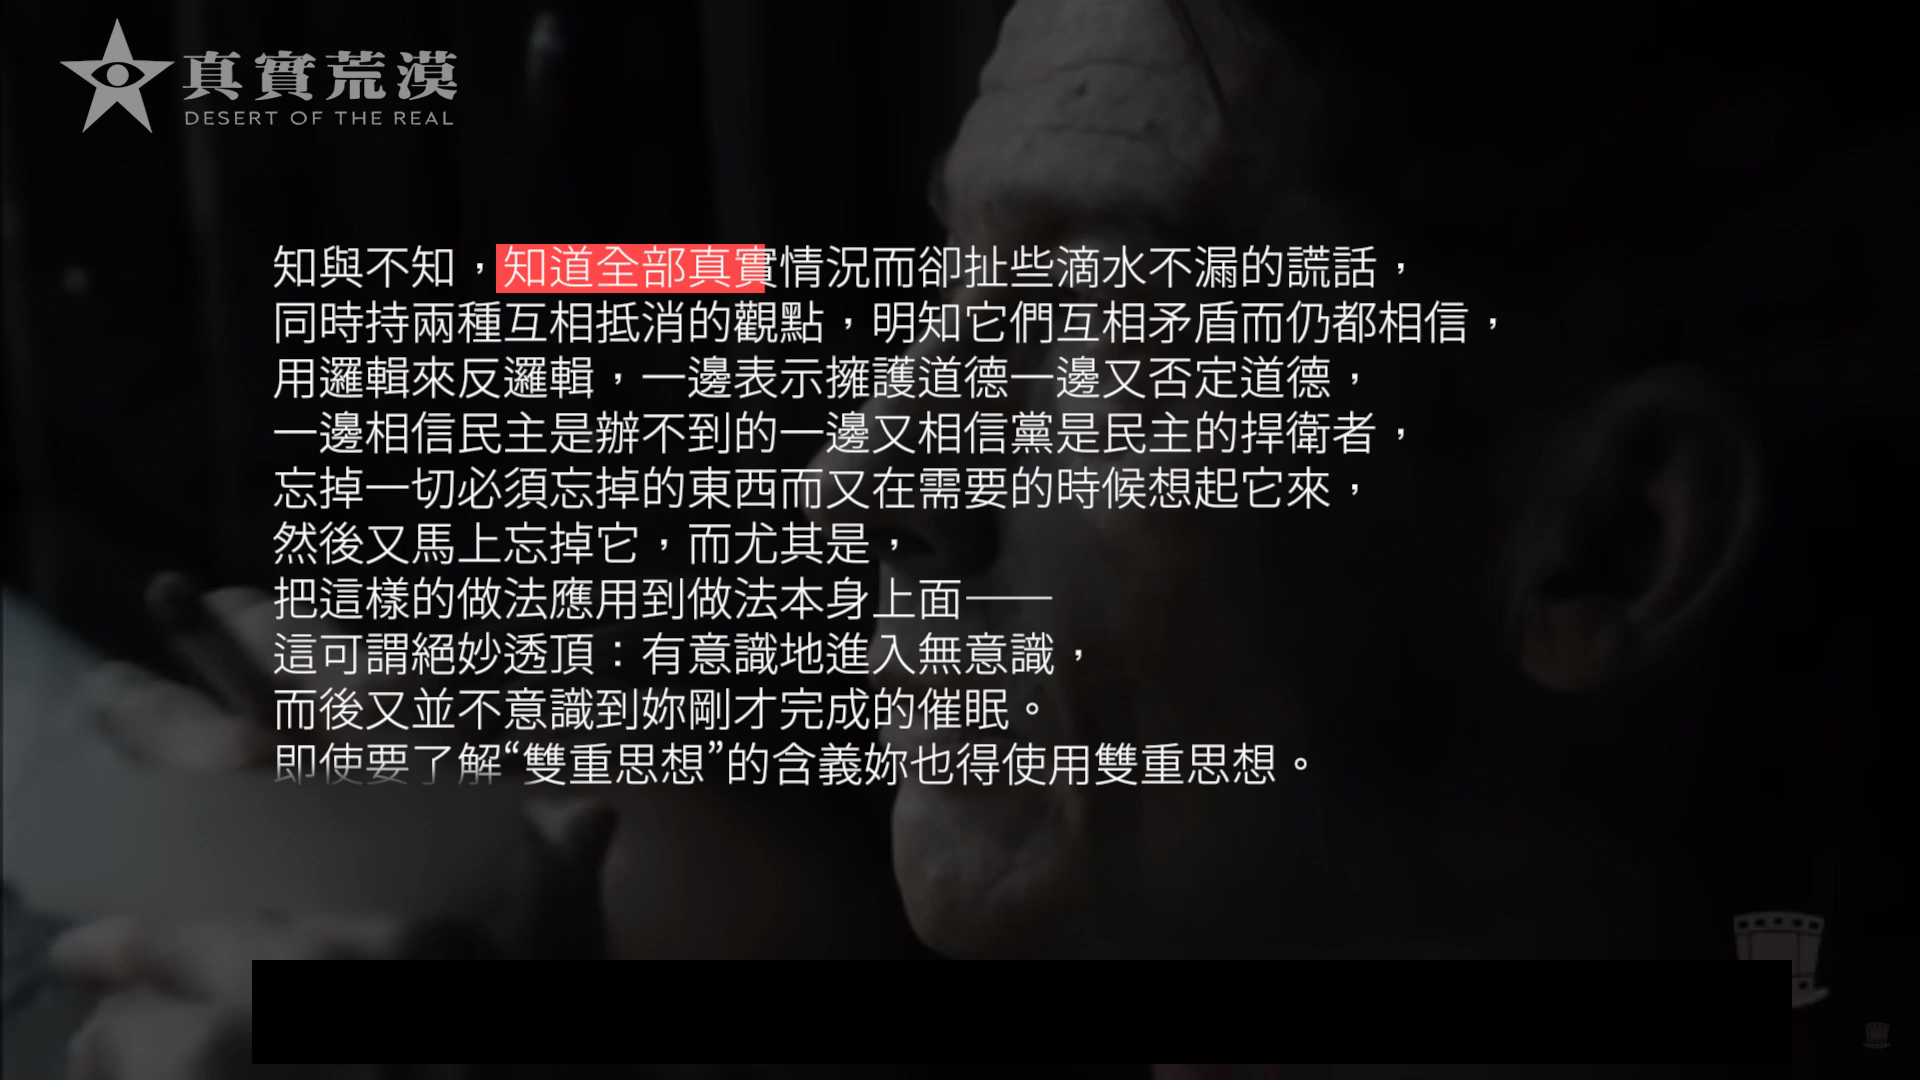 真實荒漠
DESERT OF THE REAL
知與不知，知道全部真實情況而卻扯些滴水不漏的謊話，
同時持兩種互相抵消的觀點，明知它們互相矛盾而仍都相信，
用邏輯來反邏輯，一邊表示擁護道德一邊又否定道德，
一邊相信民主是辦不到的一邊又相信黨是民主的捍衛者，
忘掉一切必須忘掉的東西而又在需要的時候想起它來，
然後又馬上忘掉它，而尤其是，
把這樣的做法應用到做法本身上面——
這可謂絕妙透頂：有意識地進入無意識，
而後又並不意識到妳剛才完成的催眠。
即使要了解“雙重思想”的含義妳也得使用雙重思想。